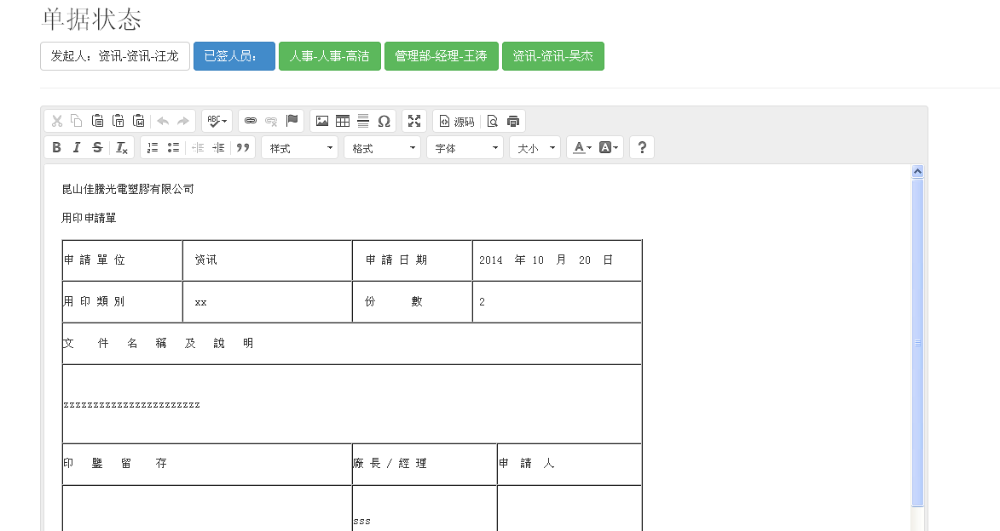 单据状态
发起人：资讯-资讯-汪龙 已签人员： 人事-人事-高洁 管理部-经理-王涛 资讯-资讯-吴杰
ABC 源码
B I S Ix 样式 格式 字体 大小 A A ?
昆山佳騰光電塑膠有限公司
用印申請單
申 請 單 位 资讯 申 請 日 期 2014 年 10 月 20 日
用 印 類 別 xx 份 數 2
文 件 名 稱 及 說 明
zzzzzzzzzzzzzzzzzzzzzzz
印 鑒 留 存 廠 長 / 經 理 申 請 人
sss